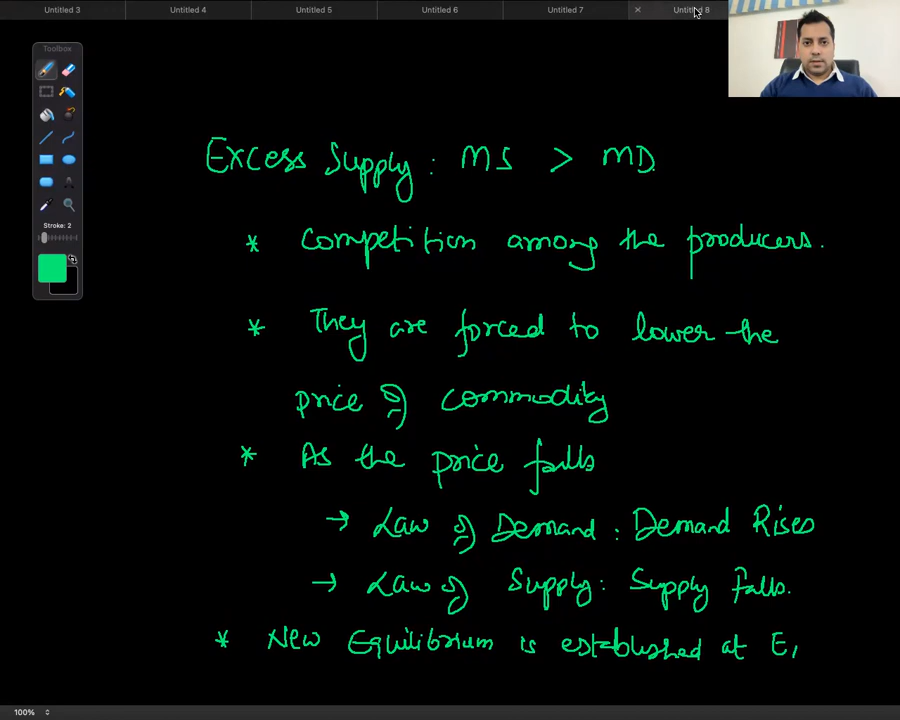 Untitled 3 Untitled 4 Untitled 5 Untitled 6 Untitled 7 Untitled 8
Toolbox
Stroke: 2
Excess Supply: MS > MD.
* Competition among the producers.
* They are forced to lower the
price of commodity
* As the price falls
→ Law of Demand: Demand Rises
→ Law of Supply: Supply falls.
* New Equilibrium is established at E,
100%